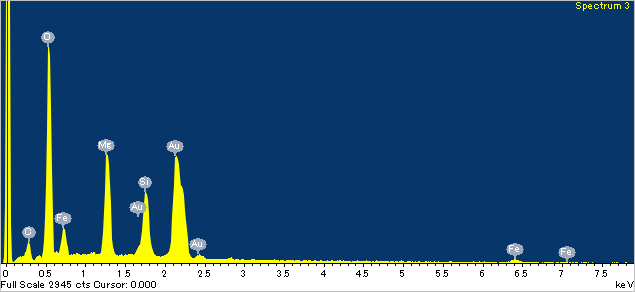 Spectrum 3
O
Mg
Au
Si
Au
Fe
C
Au
Fe
Fe
0 0.5 1 1.5 2 2.5 3 3.5 4 4.5 5 5.5 6 6.5 7 7.5
Full Scale 2945 cts Cursor: 0.000 keV